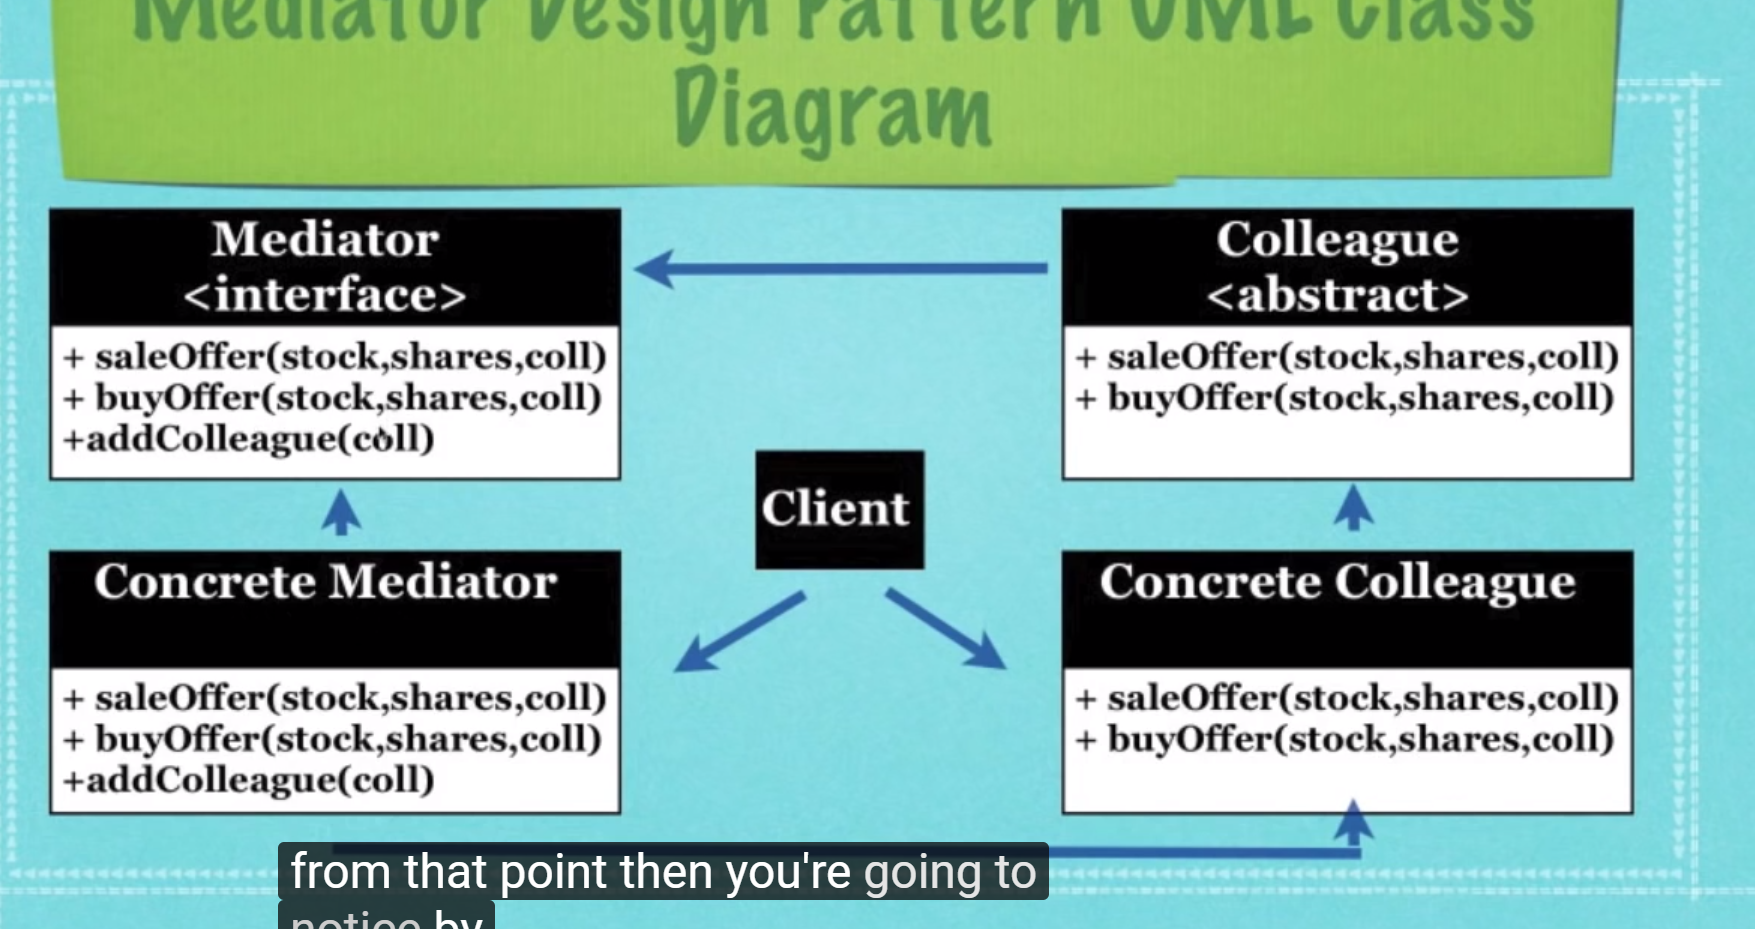 Mediator Design Pattern UML Class
Diagram
Mediator
<interface>
+ saleOffer(stock,shares,coll)
+ buyOffer(stock,shares,coll)
+addColleague(coll)
Colleague
<abstract>
+ saleOffer(stock,shares,coll)
+ buyOffer(stock,shares,coll)
Client
Concrete Mediator
+ saleOffer(stock,shares,coll)
+ buyOffer(stock,shares,coll)
+addColleague(coll)
Concrete Colleague
+ saleOffer(stock,shares,coll)
+ buyOffer(stock,shares,coll)
from that point then you're going to
notice by